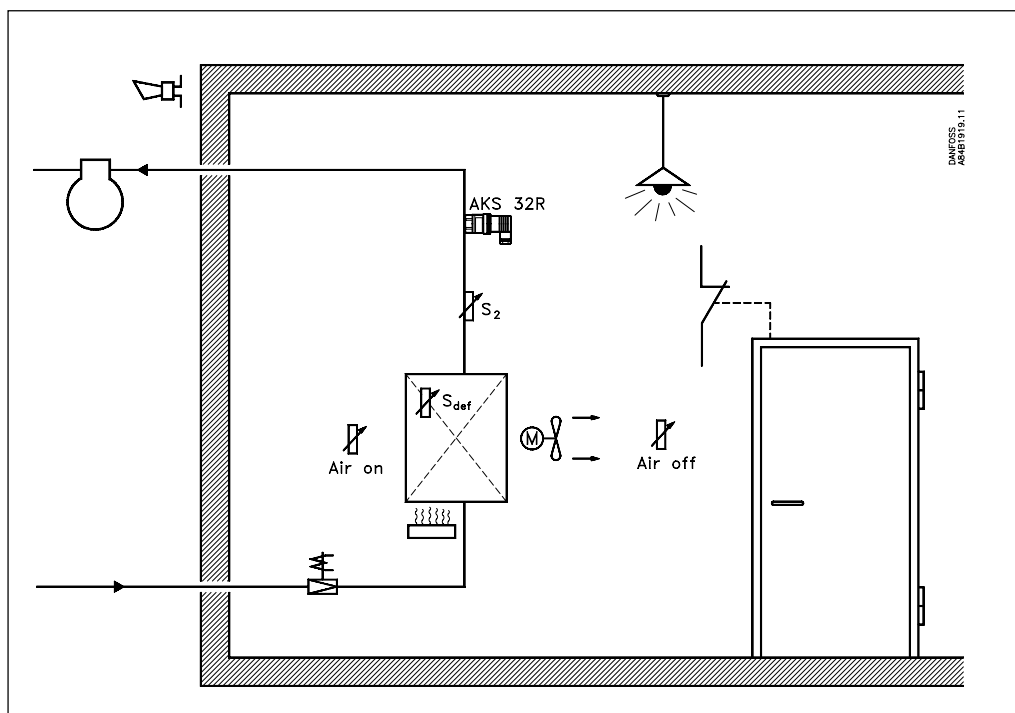 DANFOSS
A84B1919.11
AKS 32R
S2
Sdef
M
Air on
Air off